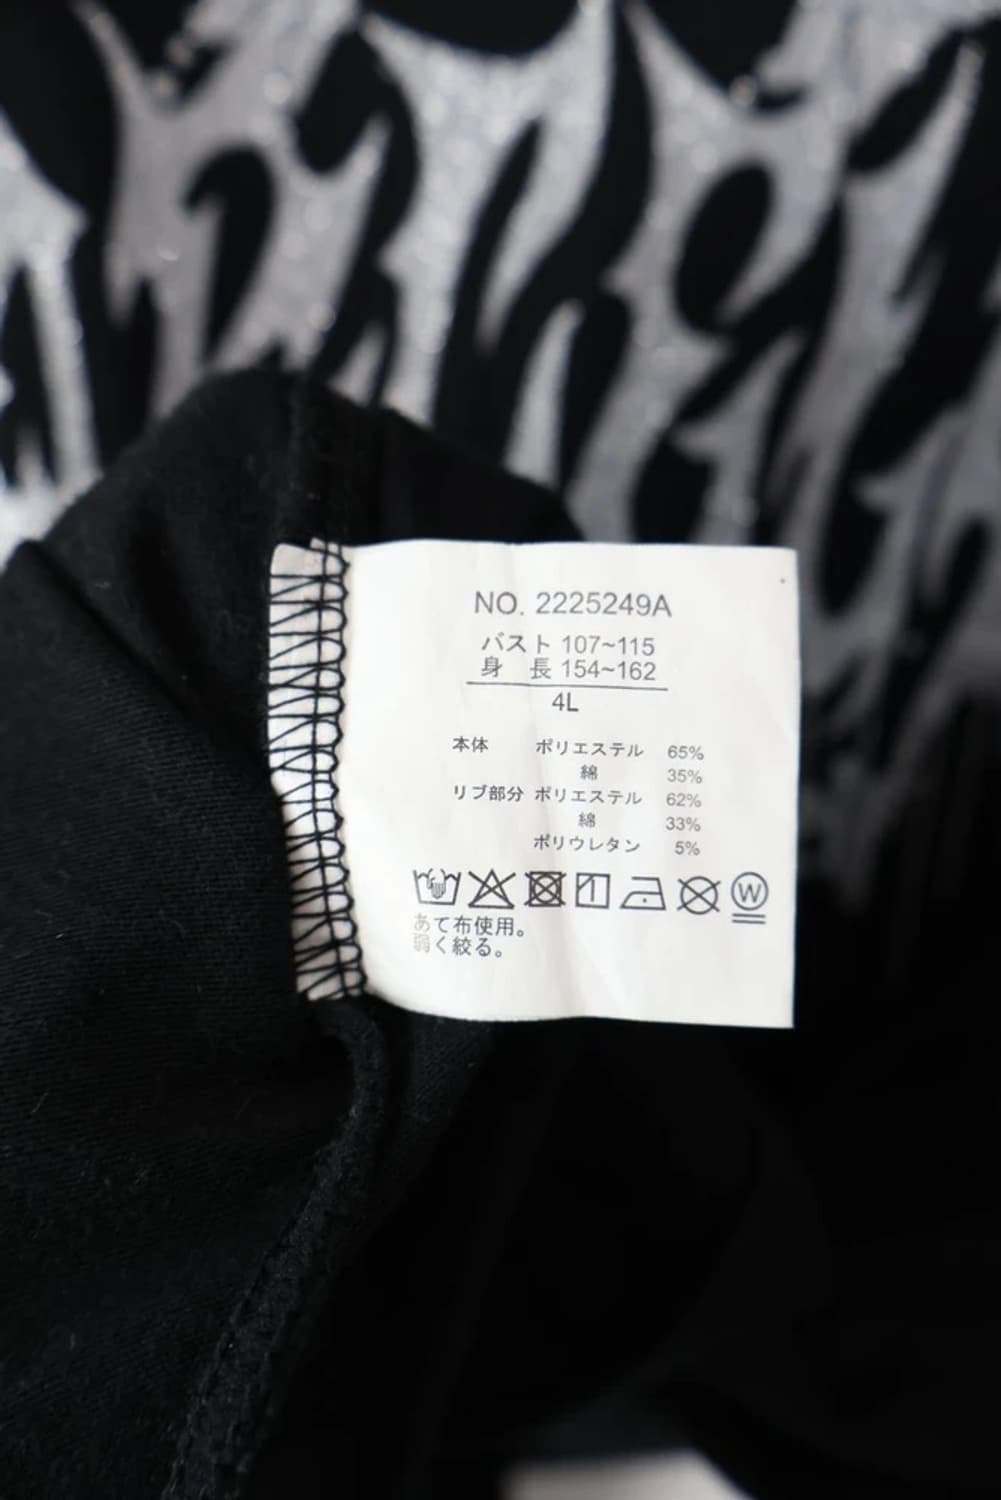 NO. 2225249A
バスト 107~115
身 長 154~162
4L
本体 ポリエステル 65%
綿 35%
リブ部分 ポリエステル 62%
綿 33%
ポリウレタン 5%
W
あて布使用。
弱く絞る。